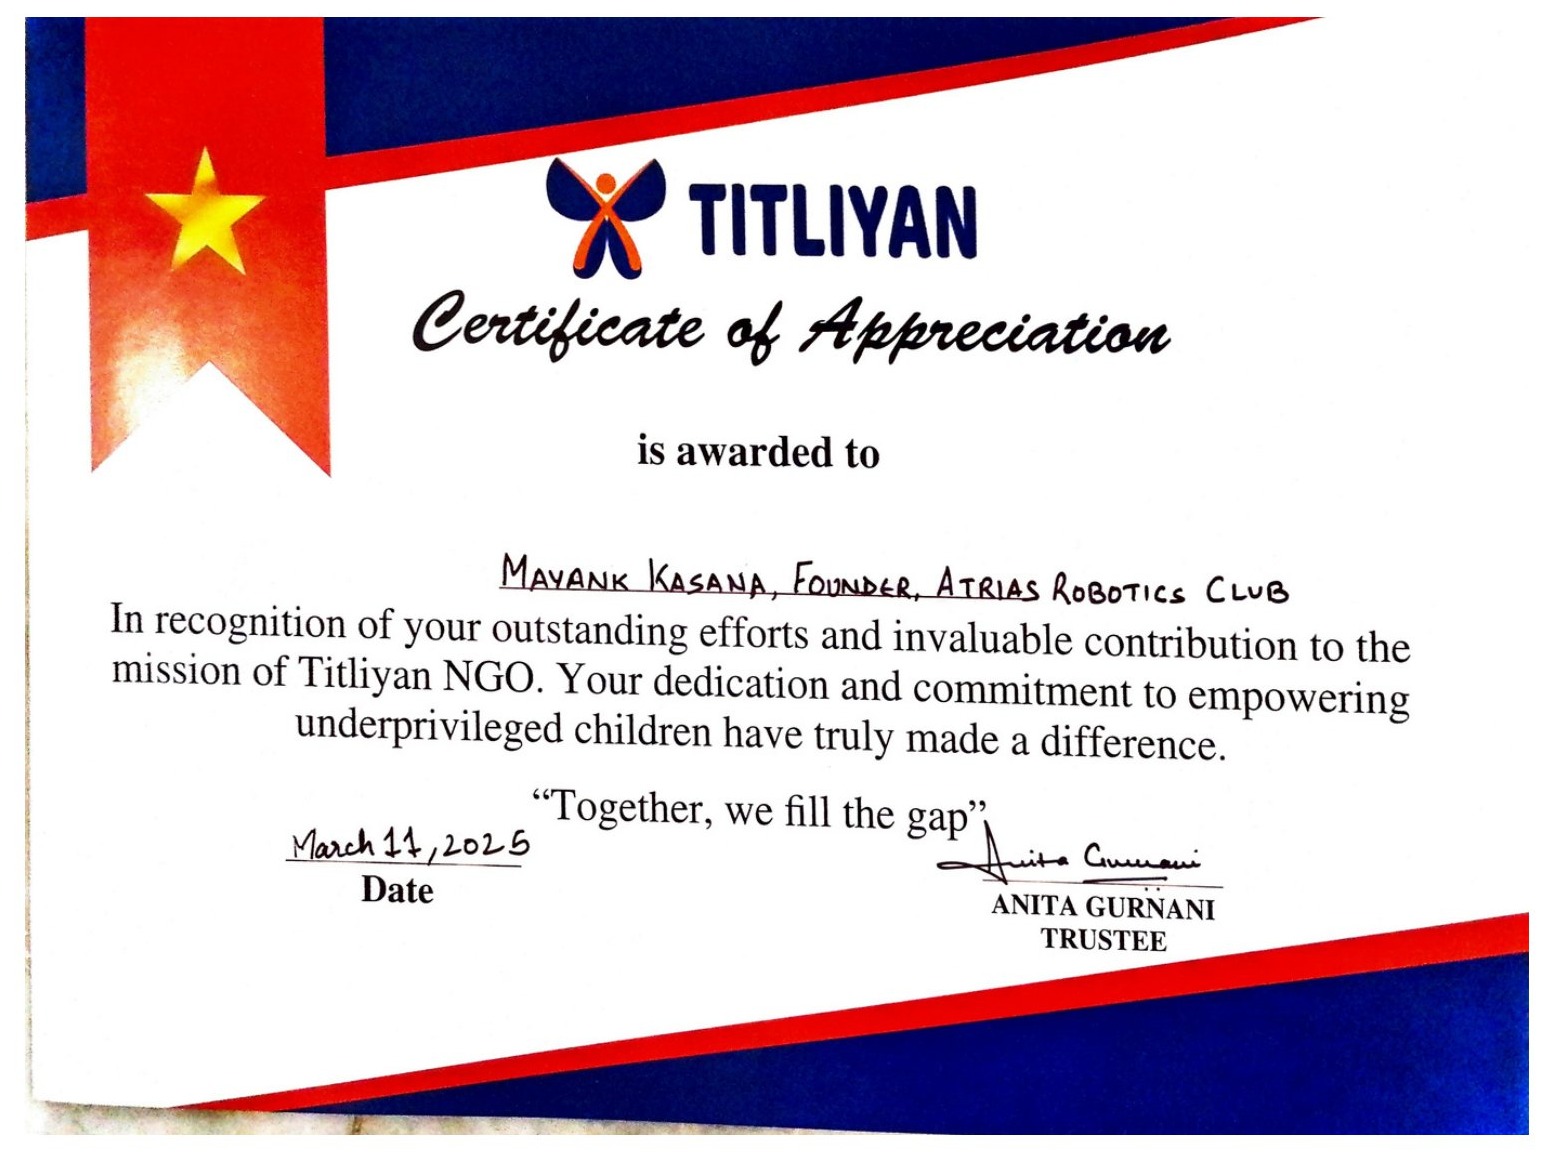 TITLIYAN
Certificate of Appreciation
is awarded to
MAYANK KASANA, FOUNDER, ATRIAS ROBOTICS CLUB
In recognition of your outstanding efforts and invaluable contribution to the
mission of Titliyan NGO. Your dedication and commitment to empowering
underprivileged children have truly made a difference.
“Together, we fill the gap”
March 11, 2025
Date
Anita Gurnani
ANITA GURNANI
TRUSTEE